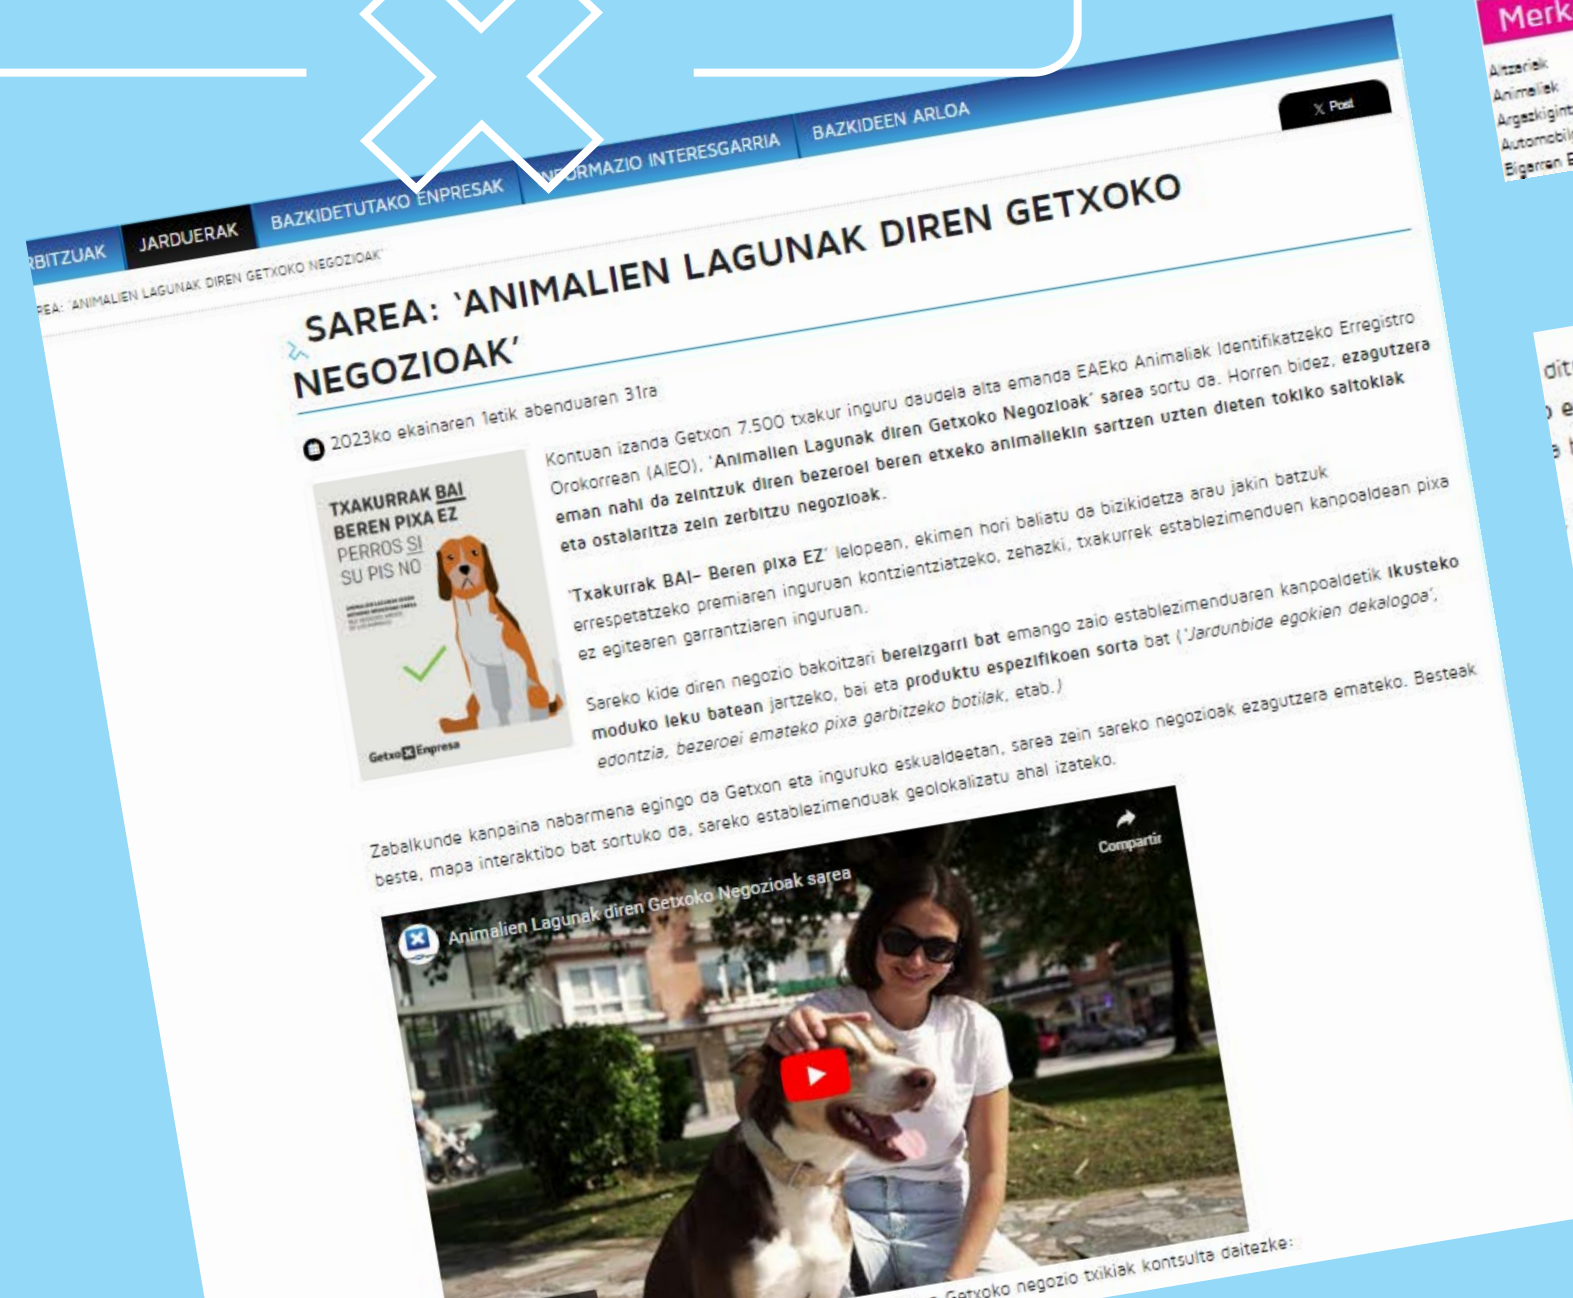 RBITZUAK
JARDUERAK
BAZKIDETUTAKO ENPRESAK
INFORMAZIO INTERESGARRIA
BAZKIDEEN ARLOA
X Post
REA: 'ANIMALIEN LAGUNAK DIREN GETXOKO NEGOZIOAK'
SAREA: 'ANIMALIEN LAGUNAK DIREN GETXOKO
NEGOZIOAK'
2023ko ekainaren 1etik abenduaren 31ra
TXAKURRAK BAI
BEREN PIXA EZ
PERROS SI
SU PIS NO
Getxo Enpresa
Kontuan izanda Getxon 7.500 txakur inguru daudela alta emanda EAEko Animaliak Identifikatzeko Erregistro
Orokorrean (AIEO), 'Animalien Lagunak diren Getxoko Negozioak' sarea sortu da. Horren bidez, ezagutzera
eman nahi da zeintzuk diren bezeroei beren etxeko animaliekin sartzen uzten dieten tokiko saltokiak
eta ostalaritza zein zerbitzu negozioak.
'Txakurrak BAI- Beren pixa EZ' lelopean, ekimen hori baliatu da bizikidetza arau jakin batzuk
errespetatzeko premiaren inguruan kontzientziatzeko, zehazki, txakurrek establezimenduen kanpoaldean pixa
ez egitearen garrantziaren inguruan.
Sareko kide diren negozio bakoitzari bereizgarri bat emango zaio establezimenduaren kanpoaldetik ikusteko
moduko leku batean jartzeko, bai eta produktu espezifikoen sorta bat ('Jardunbide egokien dekalogoa',
edontzia, bezeroei emateko pixa garbitzeko botilak, etab.)
Zabalkunde kanpaina nabarmena egingo da Getxon eta inguruko eskualdeetan, sarea zein sareko negozioak ezagutzera emateko. Besteak
beste, mapa interaktibo bat sortuko da, sareko establezimenduak geolokalizatu ahal izateko.
Animalien Lagunak diren Getxoko Negozioak sarea
Compartir
Getxoko negozio txikiak kontsulta daitezke:
Merk
Altzariak
Animaliak
Argazkigint
Automobil
Bigarren E